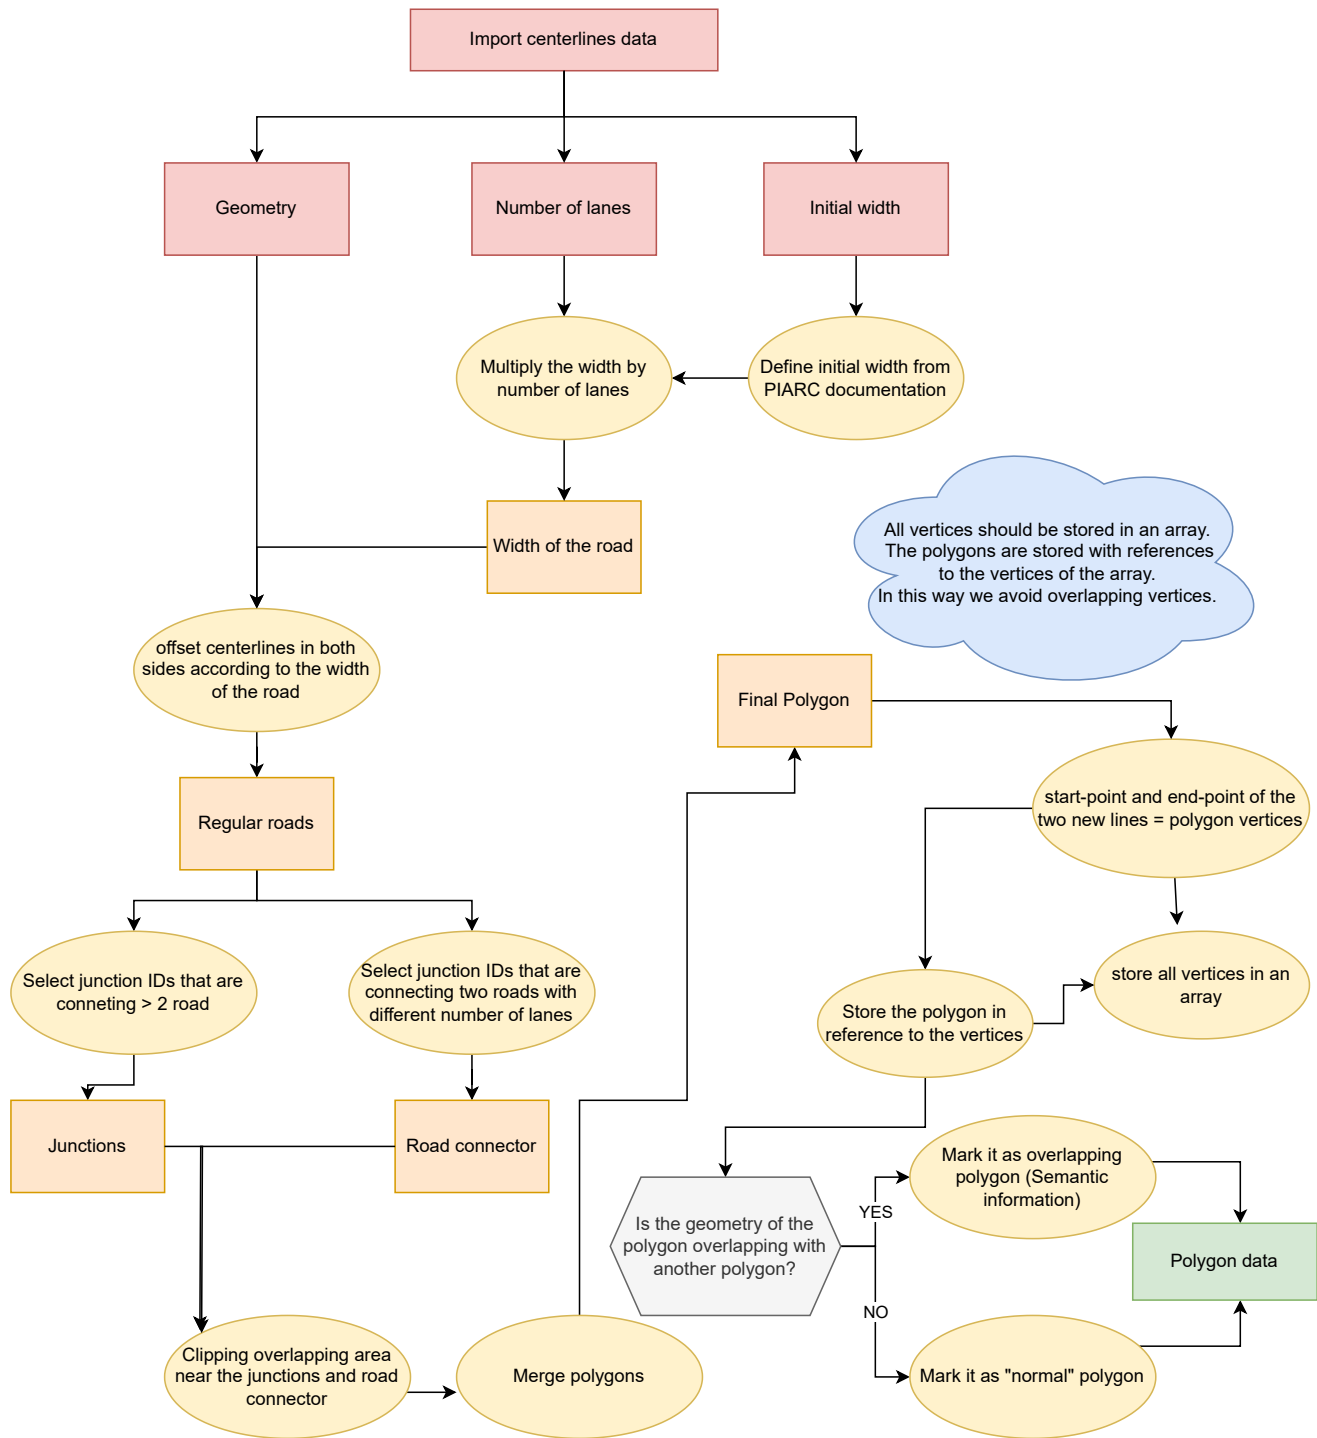 Import centerlines data
Geometry
Number of lanes
Initial width
Multiply the width by
number of lanes
Define initial width from
PIARC documentation
Width of the road
All vertices should be stored in an array.
The polygons are stored with references
to the vertices of the array.
In this way we avoid overlapping vertices.
offset centerlines in both
sides according to the width
of the road
Final Polygon
Regular roads
start-point and end-point of the
two new lines = polygon vertices
Select junction IDs that are
conneting > 2 road
Select junction IDs that are
connecting two roads with
different number of lanes
store all vertices in an
array
Store the polygon in
reference to the vertices
Junctions
Road connector
Mark it as overlapping
polygon (Semantic
information)
YES
Is the geometry of the
polygon overlapping with
another polygon?
Polygon data
NO
Clipping overlapping area
near the junctions and road
connector
Merge polygons
Mark it as "normal" polygon